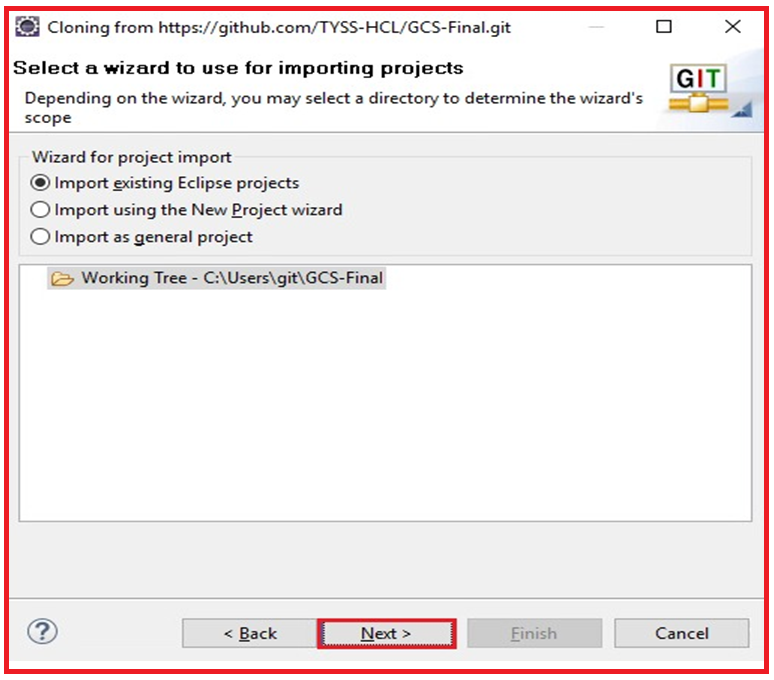 Cloning from https://github.com/TYSS-HCL/GCS-Final.git
Select a wizard to use for importing projects
Depending on the wizard, you may select a directory to determine the wizard's
scope
GIT
Wizard for project import
Import existing Eclipse projects
Import using the New Project wizard
Import as general project
Working Tree - C:\Users\git\GCS-Final
?
< Back
Next >
Finish
Cancel